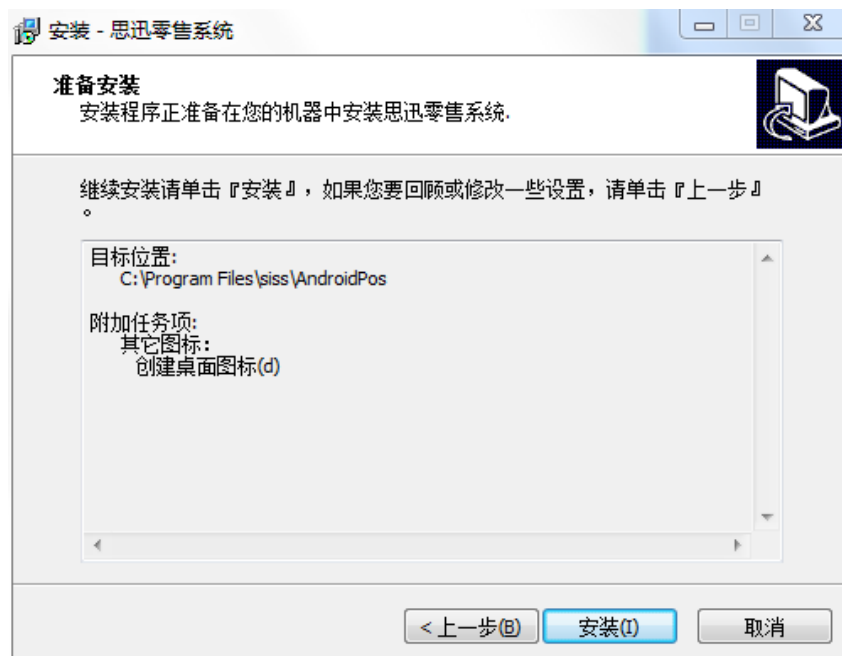 安装 - 思迅零售系统
准备安装
安装程序正准备在您的机器中安装思迅零售系统.
继续安装请单击『安装』，如果您要回顾或修改一些设置，请单击『上一步』
。
目标位置:
C:\Program Files\siss\AndroidPos
附加任务项:
其它图标:
创建桌面图标(d)
< 上一步(B) 安装(I) 取消